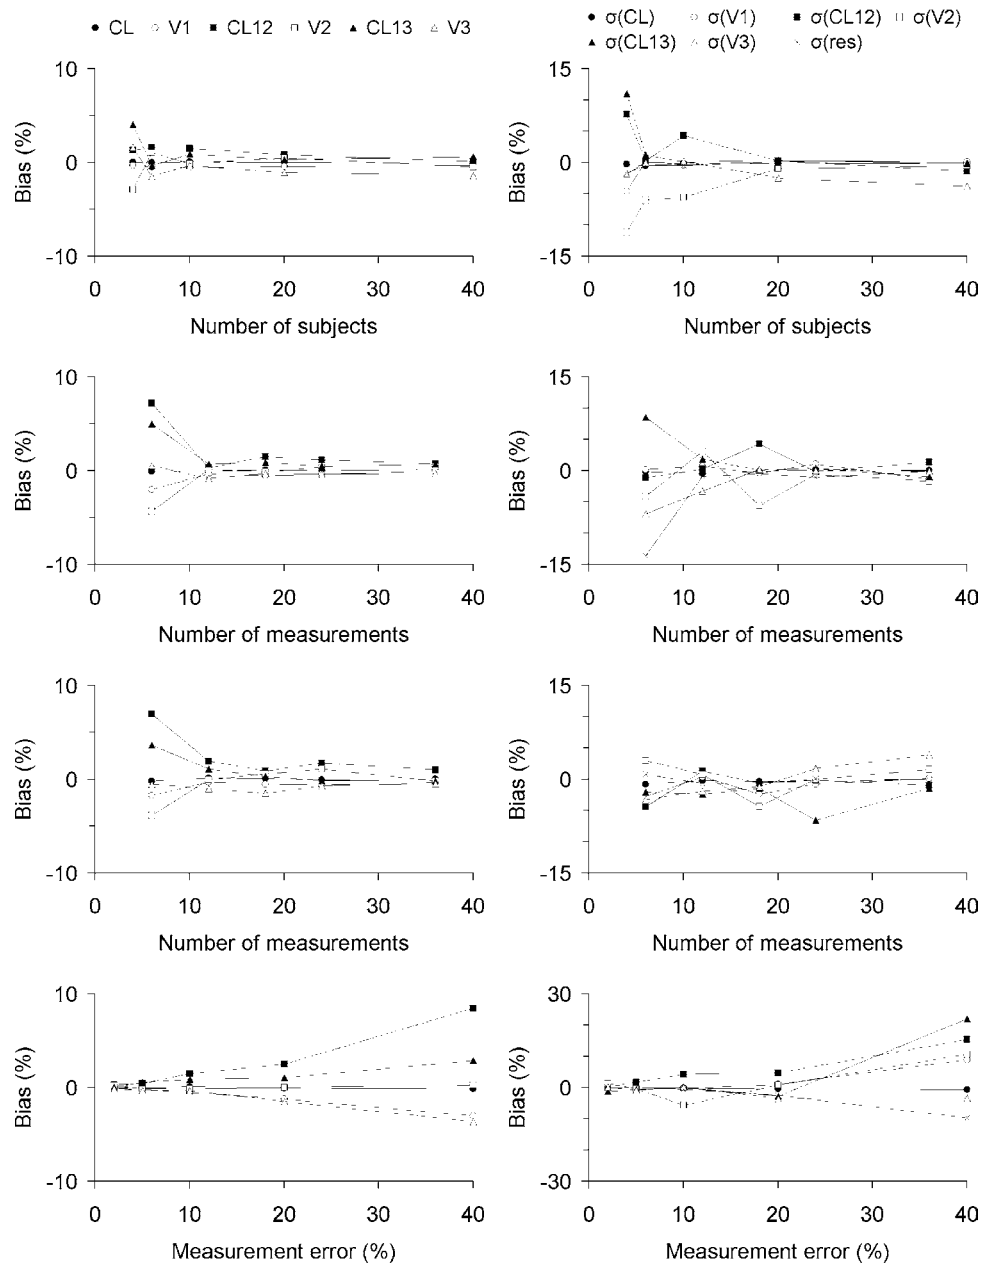 CL V1 CL12 V2 CL13 V3
σ(CL) σ(V1) σ(CL12) σ(V2)
σ(CL13) σ(V3) σ(res)
10
0
-10
Bias (%)
0 10 20 30 40
Number of subjects
15
0
-15
Bias (%)
0 10 20 30 40
Number of subjects
10
0
-10
Bias (%)
0 10 20 30 40
Number of measurements
15
0
-15
Bias (%)
0 10 20 30 40
Number of measurements
10
0
-10
Bias (%)
0 10 20 30 40
Number of measurements
15
0
-15
Bias (%)
0 10 20 30 40
Number of measurements
10
0
-10
Bias (%)
0 10 20 30 40
Measurement error (%)
30
0
-30
Bias (%)
0 10 20 30 40
Measurement error (%)